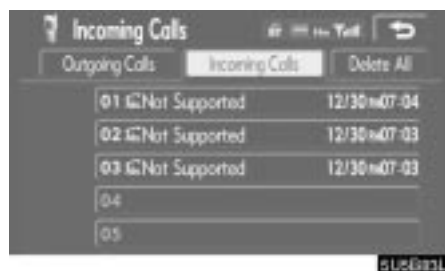 Incoming Calls
Outgoing Calls Incoming Calls Delete All
01 Not Supported 12/30 07:04
02 Not Supported 12/30 07:03
03 Not Supported 12/30 07:03
04
05